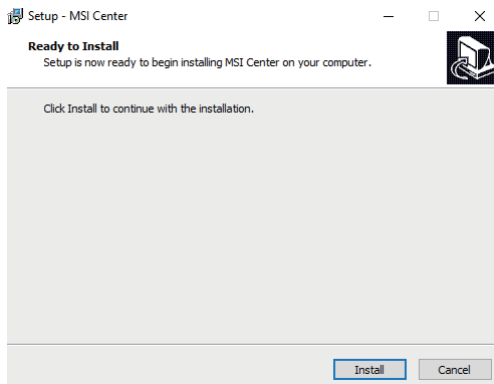 Setup - MSI Center
Ready to Install
Setup is now ready to begin installing MSI Center on your computer.
Click Install to continue with the installation.
Install
Cancel